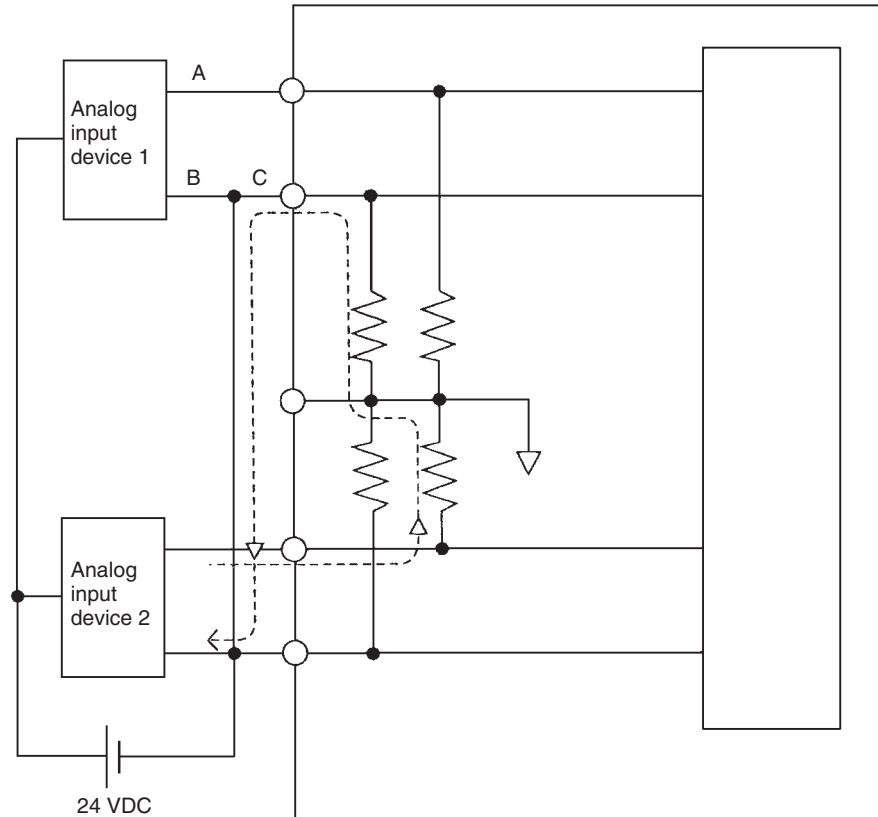 A
Analog
input
device 1
B
C
Analog
input
device 2
24 VDC